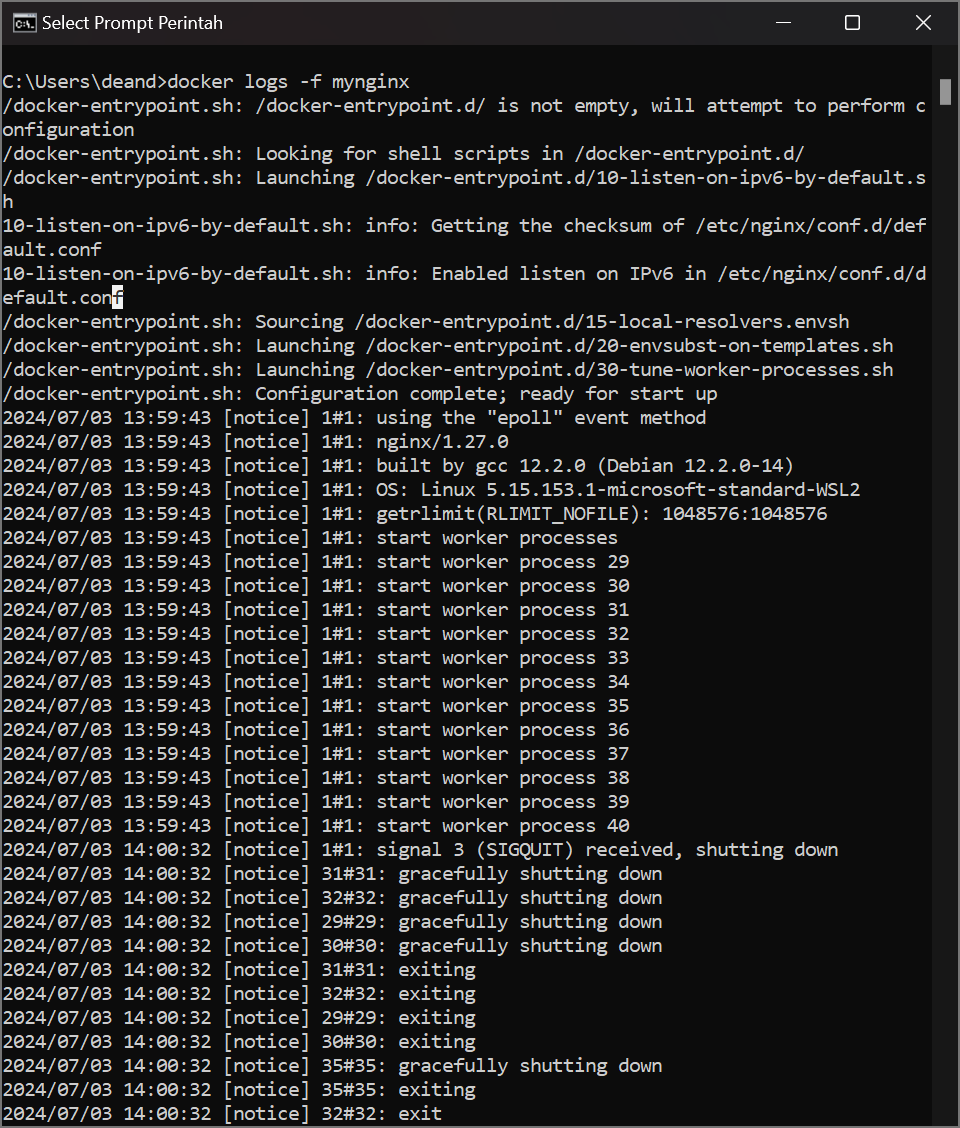 Select Prompt Perintah
C:\Users\deand>docker logs -f mynginx
/docker-entrypoint.sh: /docker-entrypoint.d/ is not empty, will attempt to perform c
onfiguration
/docker-entrypoint.sh: Looking for shell scripts in /docker-entrypoint.d/
/docker-entrypoint.sh: Launching /docker-entrypoint.d/10-listen-on-ipv6-by-default.s
h
10-listen-on-ipv6-by-default.sh: info: Getting the checksum of /etc/nginx/conf.d/def
ault.conf
10-listen-on-ipv6-by-default.sh: info: Enabled listen on IPv6 in /etc/nginx/conf.d/d
efault.conf
/docker-entrypoint.sh: Sourcing /docker-entrypoint.d/15-local-resolvers.envsh
/docker-entrypoint.sh: Launching /docker-entrypoint.d/20-envsubst-on-templates.sh
/docker-entrypoint.sh: Launching /docker-entrypoint.d/30-tune-worker-processes.sh
/docker-entrypoint.sh: Configuration complete; ready for start up
2024/07/03 13:59:43 [notice] 1#1: using the "epoll" event method
2024/07/03 13:59:43 [notice] 1#1: nginx/1.27.0
2024/07/03 13:59:43 [notice] 1#1: built by gcc 12.2.0 (Debian 12.2.0-14)
2024/07/03 13:59:43 [notice] 1#1: OS: Linux 5.15.153.1-microsoft-standard-WSL2
2024/07/03 13:59:43 [notice] 1#1: getrlimit(RLIMIT_NOFILE): 1048576:1048576
2024/07/03 13:59:43 [notice] 1#1: start worker processes
2024/07/03 13:59:43 [notice] 1#1: start worker process 29
2024/07/03 13:59:43 [notice] 1#1: start worker process 30
2024/07/03 13:59:43 [notice] 1#1: start worker process 31
2024/07/03 13:59:43 [notice] 1#1: start worker process 32
2024/07/03 13:59:43 [notice] 1#1: start worker process 33
2024/07/03 13:59:43 [notice] 1#1: start worker process 34
2024/07/03 13:59:43 [notice] 1#1: start worker process 35
2024/07/03 13:59:43 [notice] 1#1: start worker process 36
2024/07/03 13:59:43 [notice] 1#1: start worker process 37
2024/07/03 13:59:43 [notice] 1#1: start worker process 38
2024/07/03 13:59:43 [notice] 1#1: start worker process 39
2024/07/03 13:59:43 [notice] 1#1: start worker process 40
2024/07/03 14:00:32 [notice] 1#1: signal 3 (SIGQUIT) received, shutting down
2024/07/03 14:00:32 [notice] 31#31: gracefully shutting down
2024/07/03 14:00:32 [notice] 32#32: gracefully shutting down
2024/07/03 14:00:32 [notice] 29#29: gracefully shutting down
2024/07/03 14:00:32 [notice] 30#30: gracefully shutting down
2024/07/03 14:00:32 [notice] 31#31: exiting
2024/07/03 14:00:32 [notice] 32#32: exiting
2024/07/03 14:00:32 [notice] 29#29: exiting
2024/07/03 14:00:32 [notice] 30#30: exiting
2024/07/03 14:00:32 [notice] 35#35: gracefully shutting down
2024/07/03 14:00:32 [notice] 35#35: exiting
2024/07/03 14:00:32 [notice] 32#32: exit